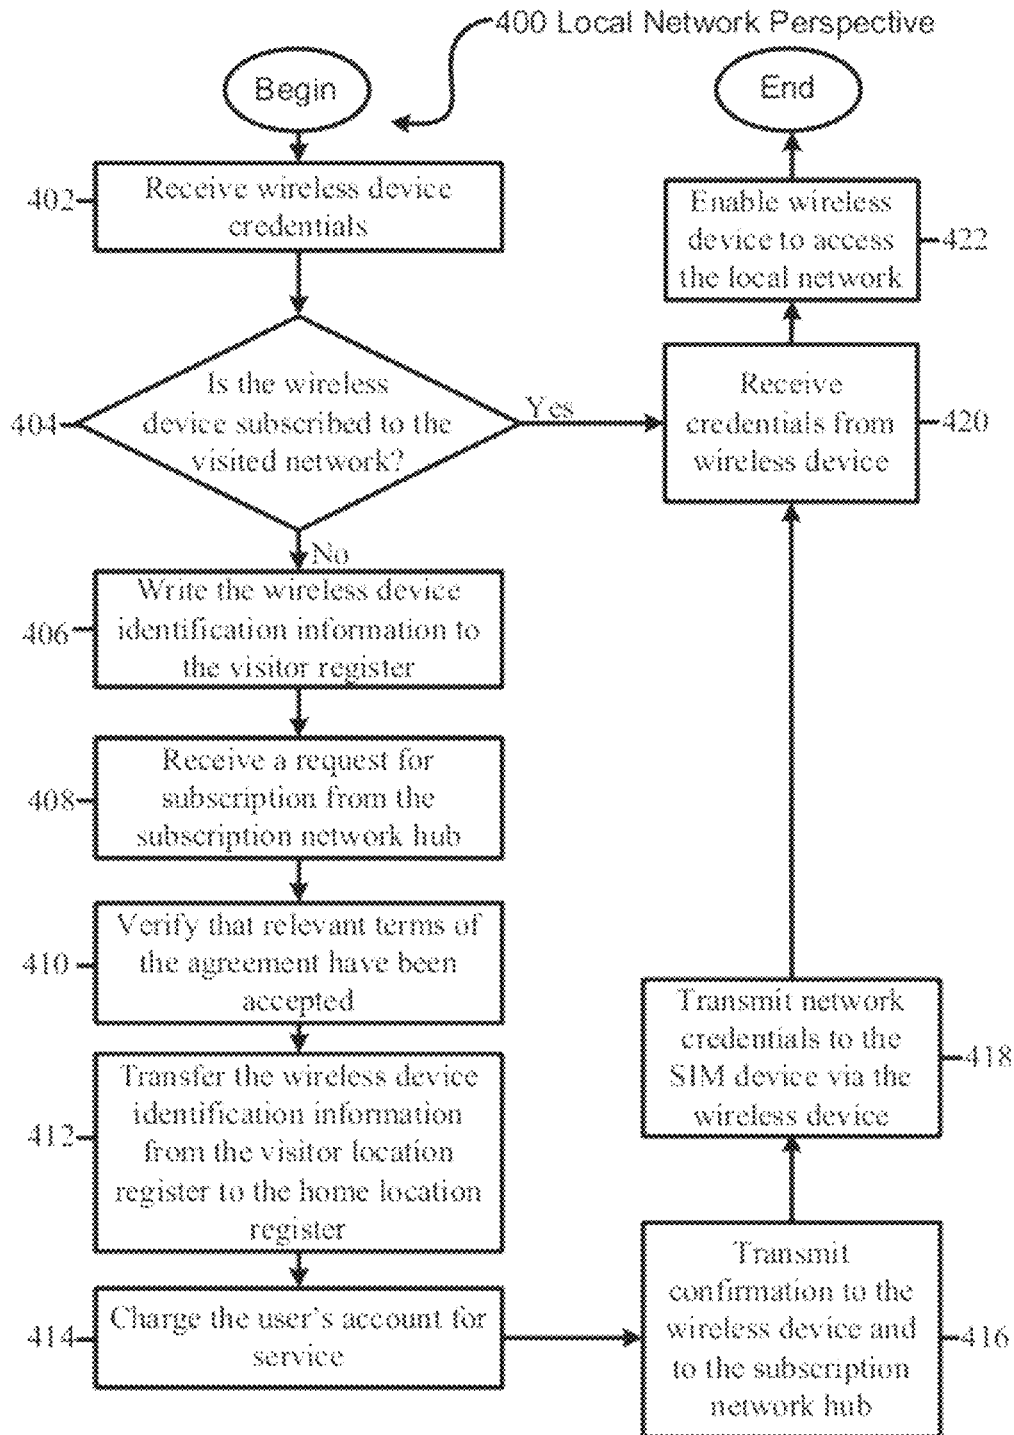 400 Local Network Perspective
Begin
402
Receive wireless device
credentials
404
Is the wireless
device subscribed to the
visited network?
Yes
No
406
Write the wireless device
identification information to
the visitor register
408
Receive a request for
subscription from the
subscription network hub
410
Verify that relevant terms of
the agreement have been
accepted
412
Transfer the wireless device
identification information
from the visitor location
register to the home location
register
414
Charge the user's account for
service
Transmit
confirmation to the
wireless device and
to the subscription
network hub
416
Transmit network
credentials to the
SIM device via the
wireless device
418
Receive
credentials from
wireless device
420
Enable wireless
device to access
the local network
422
End